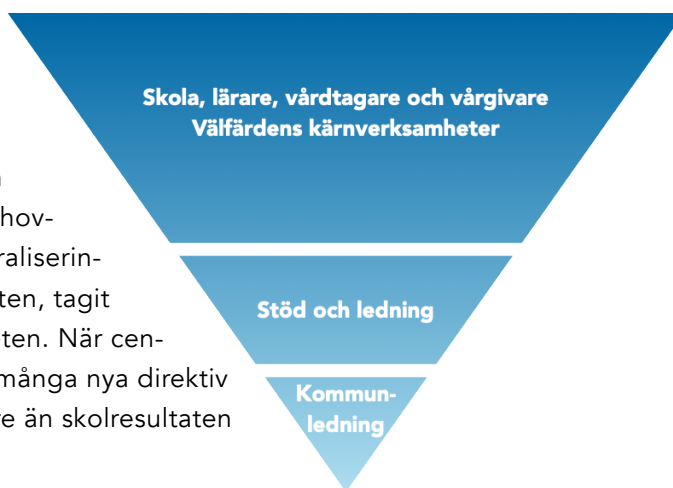 Skola, lärare, vårdtagare och vårgivare
Välfärdens kärnverksamheter
hov-
raliserin-
ten, tagit
eten. När cen-
många nya direktiv
re än skolresultaten
Stöd och ledning
Kommun-
ledning